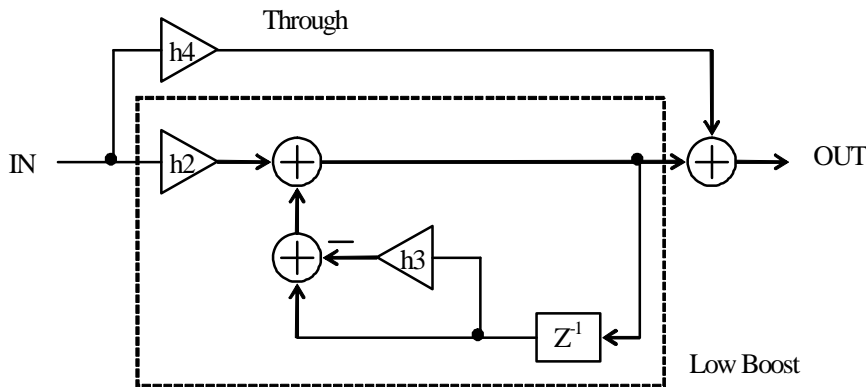 Through
h4
IN
h2
OUT
h3
Z⁻¹
Low Boost